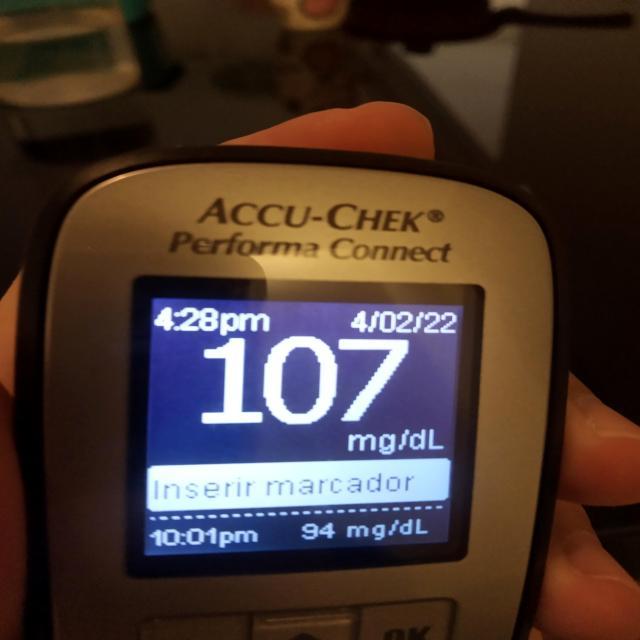 ACCU-CHEK®
Performa Connect
4:28pm 4/02/22
107
mg/dL
Inserir marcador
10:01pm 94 mg/dL
OK